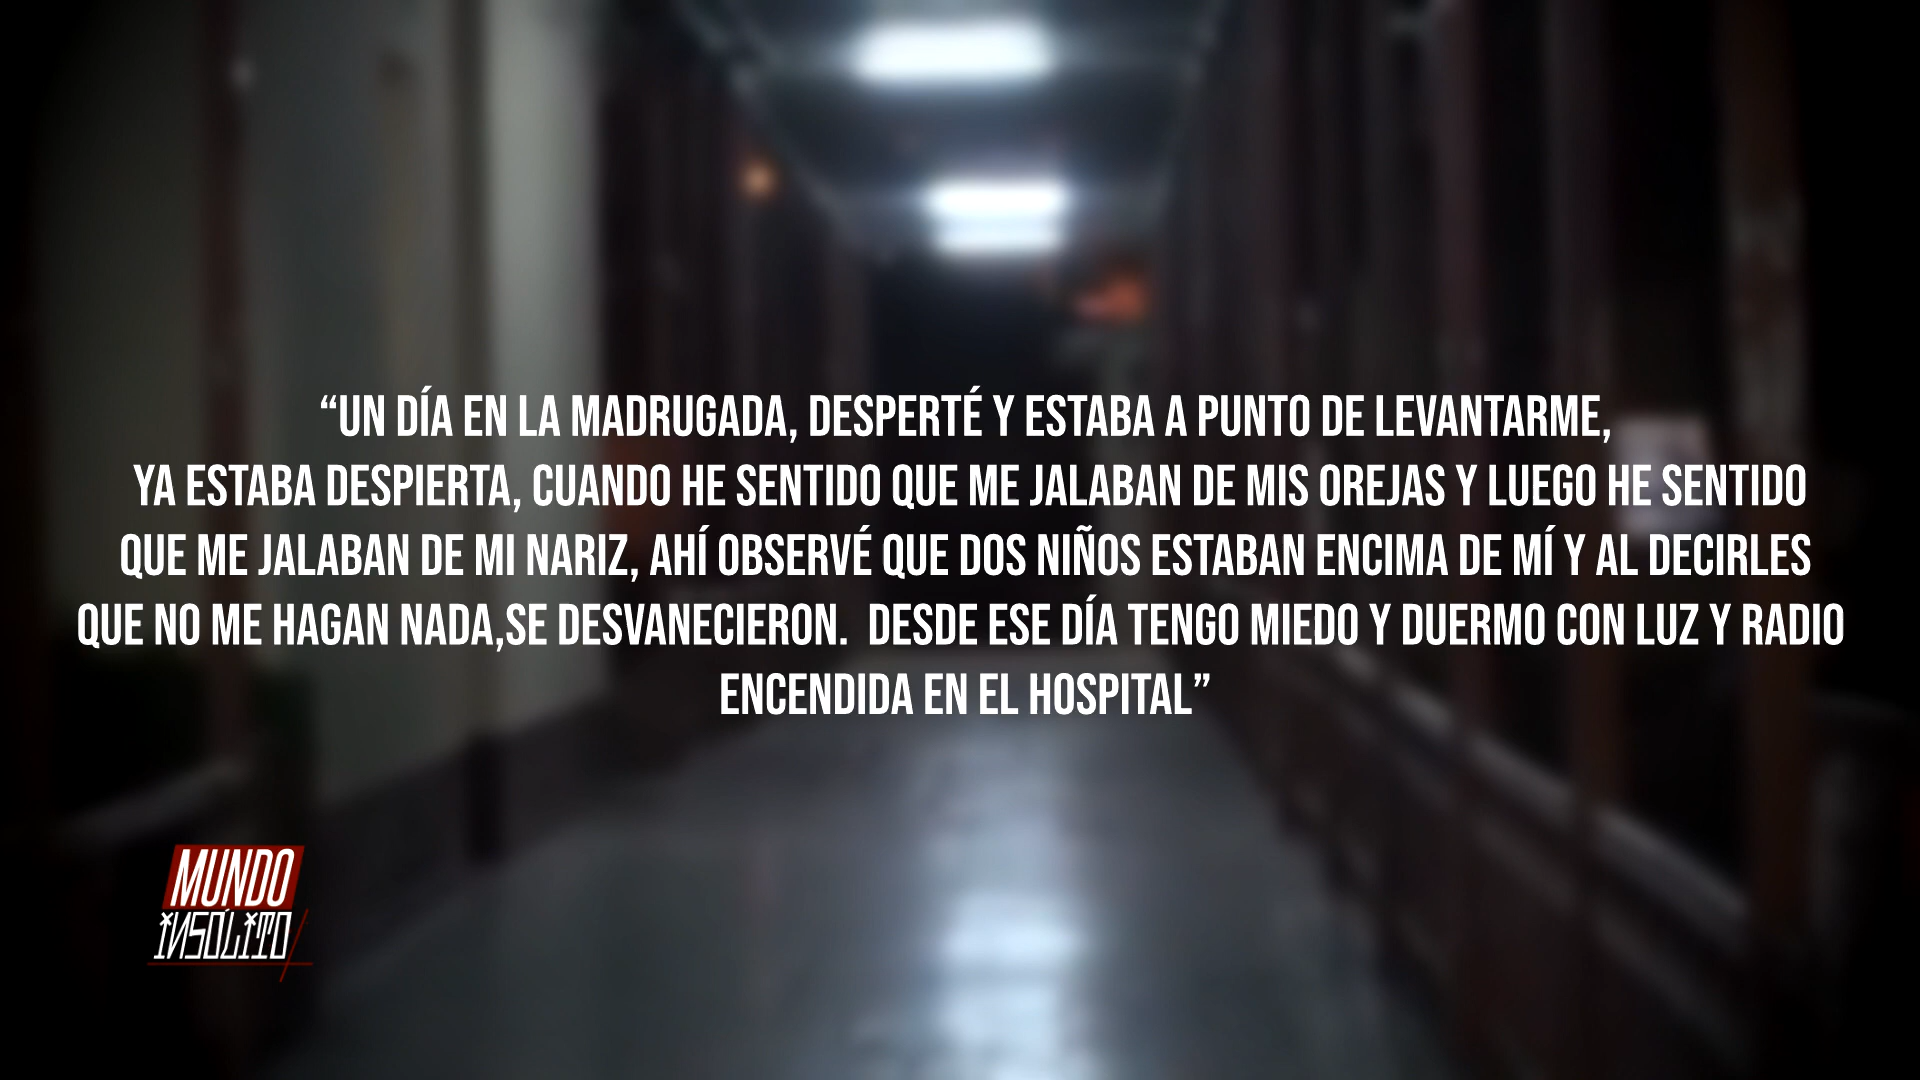 “UN DÍA EN LA MADRUGADA, DESPERTÉ Y ESTABA A PUNTO DE LEVANTARME,
YA ESTABA DESPIERTA, CUANDO HE SENTIDO QUE ME JALABAN DE MIS OREJAS Y LUEGO HE SENTIDO
QUE ME JALABAN DE MI NARIZ, AHÍ OBSERVÉ QUE DOS NIÑOS ESTABAN ENCIMA DE MÍ Y AL DECIRLES
QUE NO ME HAGAN NADA,SE DESVANECIERON.  DESDE ESE DÍA TENGO MIEDO Y DUERMO CON LUZ Y RADIO
ENCENDIDA EN EL HOSPITAL”
MUNDO
INSÓLITO